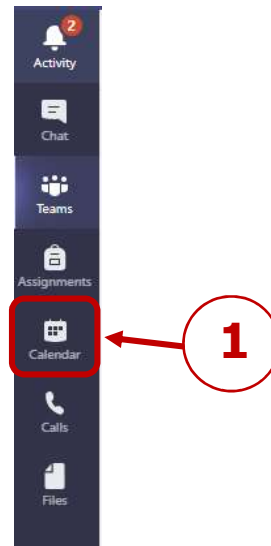 2
Activity
Chat
Teams
Assignments
Calendar
1
Calls
Files